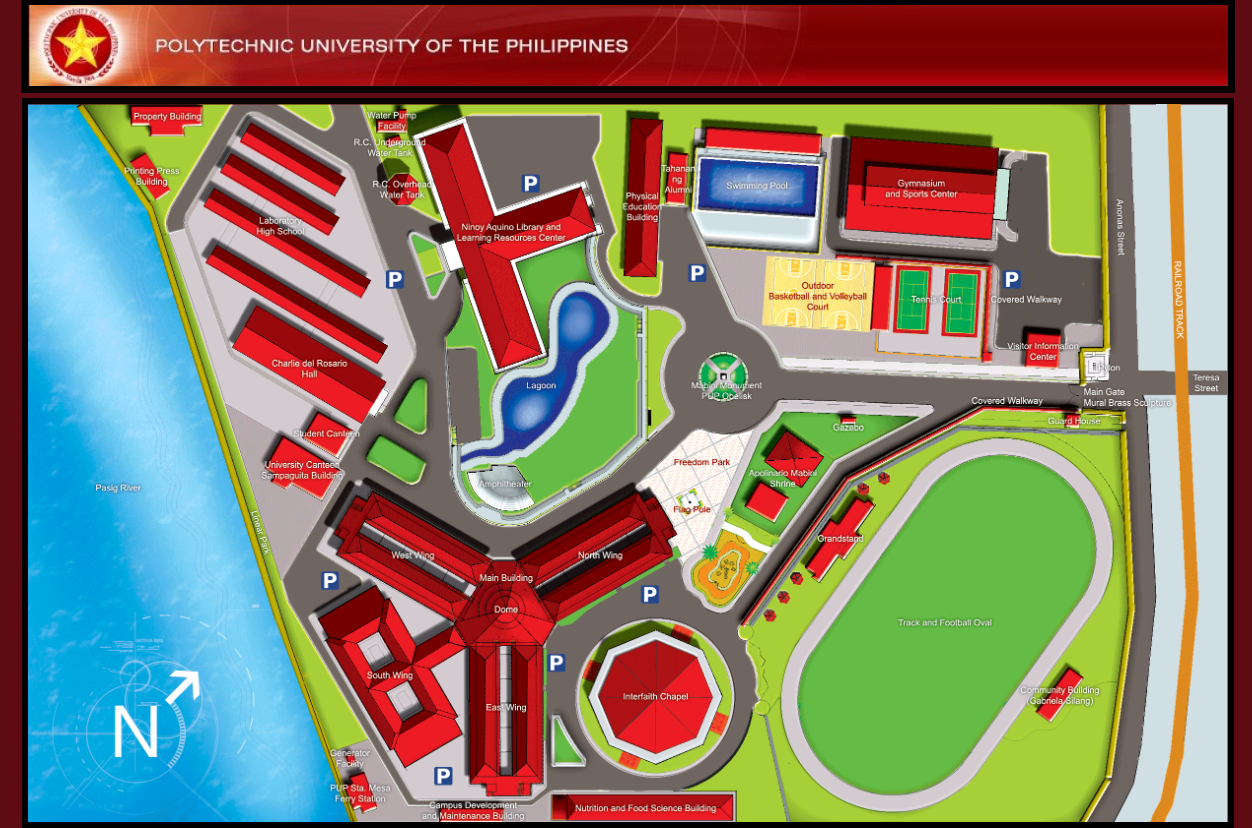 POLYTECHNIC UNIVERSITY OF THE PHILIPPINES
Property Building
Water Pump
Facility
R.C. Underground
Water Tank
Printing Press
Building
R.C. Overhead
Water Tank
Laboratory
High School
P
Ninoy Aquino Library and
Learning Resources Center
Physical
Education
Building
Tahanan
ng
Alumni
Swimming Pool
Gymnasium
and Sports Center
Anonas Street
RAILROAD TRACK
P
P
P
Outdoor
Basketball and Volleyball
Court
Tennis Court
Covered Walkway
Visitor Information
Center
Charlie del Rosario
Hall
Lagoon
Mabini Monument
PUP Obelisk
Pylon
Teresa
Street
Main Gate
Mural Brass Sculpture
Covered Walkway
Guard House
Gazebo
Student Canteen
University Canteen
Sampaguita Building
Freedom Park
Apolinario Mabini
Shrine
Amphitheater
Flag Pole
Pasig River
Linear Park
Grandstand
West Wing
North Wing
Main Building
Dome
P
P
Track and Football Oval
P
South Wing
East Wing
Interfaith Chapel
Community Building
(Gabriela Silang)
N
Generator
Facility
P
PUP Sta. Mesa
Ferry Station
Campus Development
and Maintenance Building
Nutrition and Food Science Building